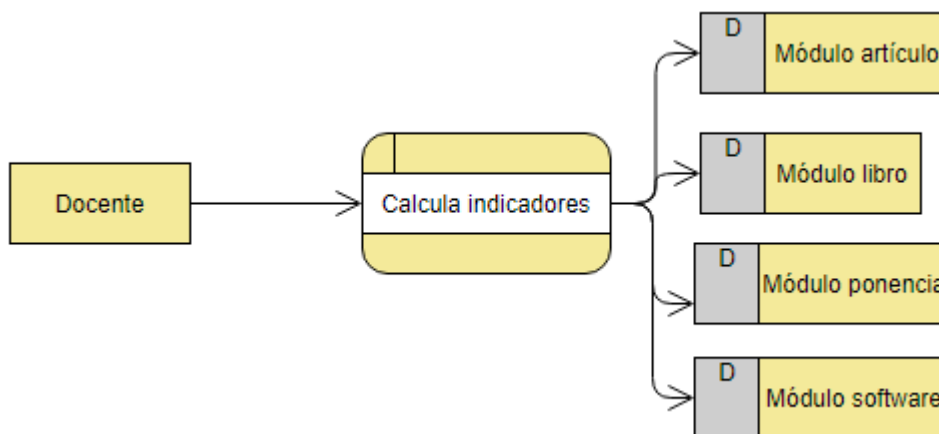 D
Módulo artículo
D
Módulo libro
Docente
Calcula indicadores
D
Módulo ponencia
D
Módulo software